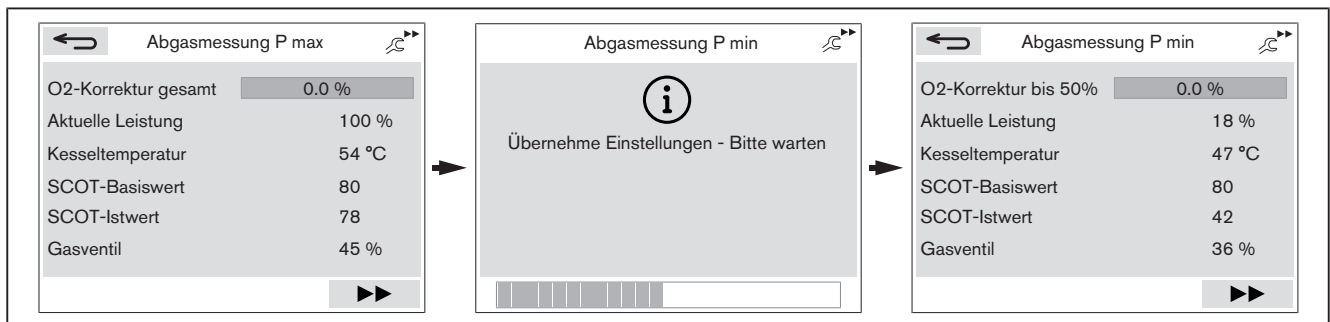 Abgasmessung P max
O2-Korrektur gesamt 0.0 %
Aktuelle Leistung 100 %
Kesseltemperatur 54 °C
SCOT-Basiswert 80
SCOT-Istwert 78
Gasventil 45 %
Abgasmessung P min
Übernehme Einstellungen - Bitte warten
Abgasmessung P min
O2-Korrektur bis 50% 0.0 %
Aktuelle Leistung 18 %
Kesseltemperatur 47 °C
SCOT-Basiswert 80
SCOT-Istwert 42
Gasventil 36 %